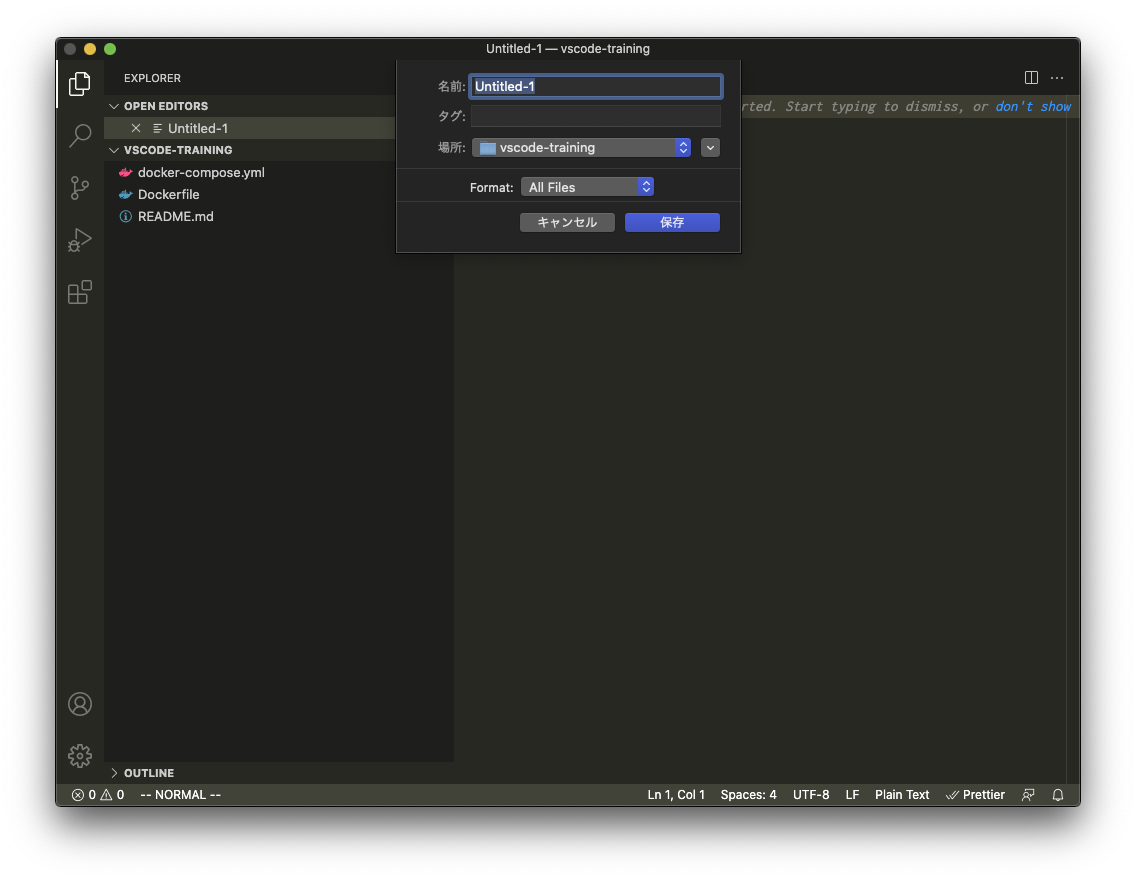 Untitled-1 — vscode-training
EXPLORER
OPEN EDITORS
Untitled-1
VSCODE-TRAINING
docker-compose.yml
Dockerfile
README.md
名前: Untitled-1
タグ:
場所: vscode-training
Format: All Files
キャンセル 保存
rted. Start typing to dismiss, or don't show
OUTLINE
0 0 -- NORMAL -- Ln 1, Col 1 Spaces: 4 UTF-8 LF Plain Text Prettier